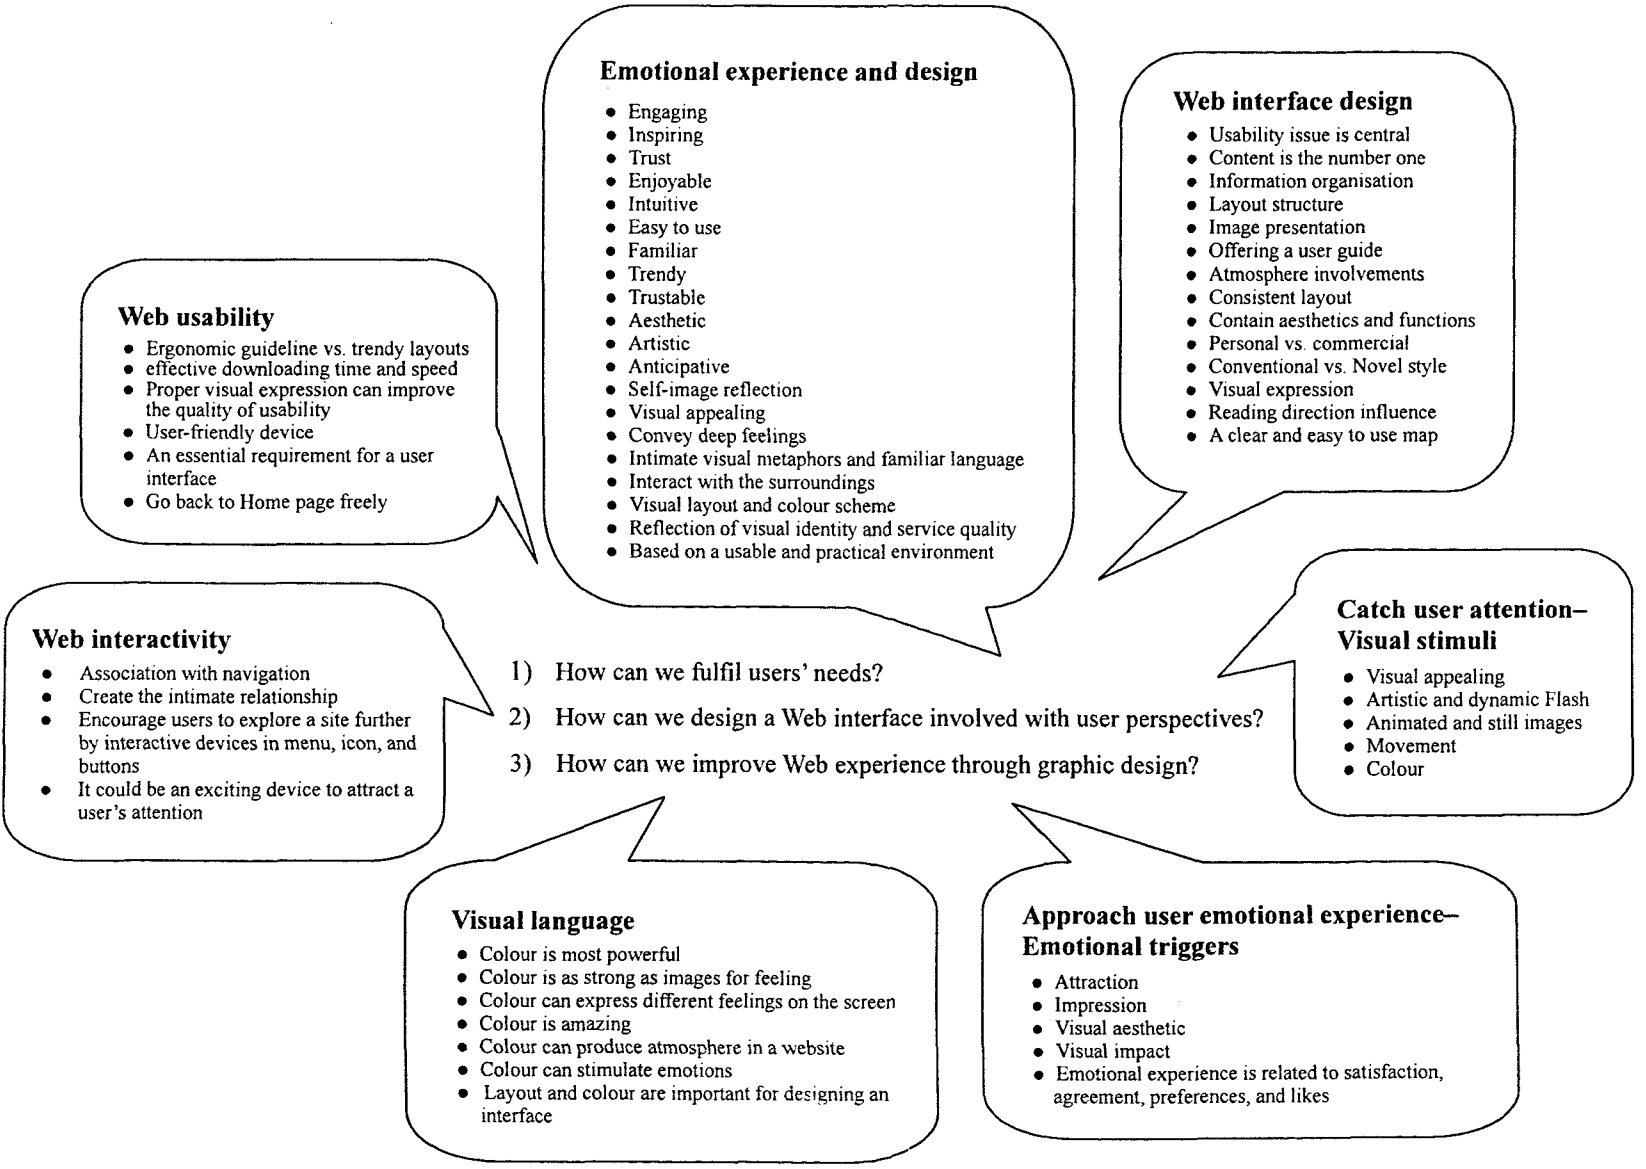 Emotional experience and design
● Engaging
● Inspiring
● Trust
● Enjoyable
● Intuitive
● Easy to use
● Familiar
● Trendy
● Trustable
● Aesthetic
● Artistic
● Anticipative
● Self-image reflection
● Visual appealing
● Convey deep feelings
● Intimate visual metaphors and familiar language
● Interact with the surroundings
● Visual layout and colour scheme
● Reflection of visual identity and service quality
● Based on a usable and practical environment
Web interface design
● Usability issue is central
● Content is the number one
● Information organisation
● Layout structure
● Image presentation
● Offering a user guide
● Atmosphere involvements
● Consistent layout
● Contain aesthetics and functions
● Personal vs. commercial
● Conventional vs. Novel style
● Visual expression
● Reading direction influence
● A clear and easy to use map
Web usability
● Ergonomic guideline vs. trendy layouts
● effective downloading time and speed
● Proper visual expression can improve
the quality of usability
● User-friendly device
● An essential requirement for a user
interface
● Go back to Home page freely
Web interactivity
● Association with navigation
● Create the intimate relationship
● Encourage users to explore a site further
by interactive devices in menu, icon, and
buttons
● It could be an exciting device to attract a
user's attention
1) How can we fulfil users' needs?
2) How can we design a Web interface involved with user perspectives?
3) How can we improve Web experience through graphic design?
Catch user attention–
Visual stimuli
● Visual appealing
● Artistic and dynamic Flash
● Animated and still images
● Movement
● Colour
Visual language
● Colour is most powerful
● Colour is as strong as images for feeling
● Colour can express different feelings on the screen
● Colour is amazing
● Colour can produce atmosphere in a website
● Colour can stimulate emotions
● Layout and colour are important for designing an
interface
Approach user emotional experience–
Emotional triggers
● Attraction
● Impression
● Visual aesthetic
● Visual impact
● Emotional experience is related to satisfaction,
agreement, preferences, and likes